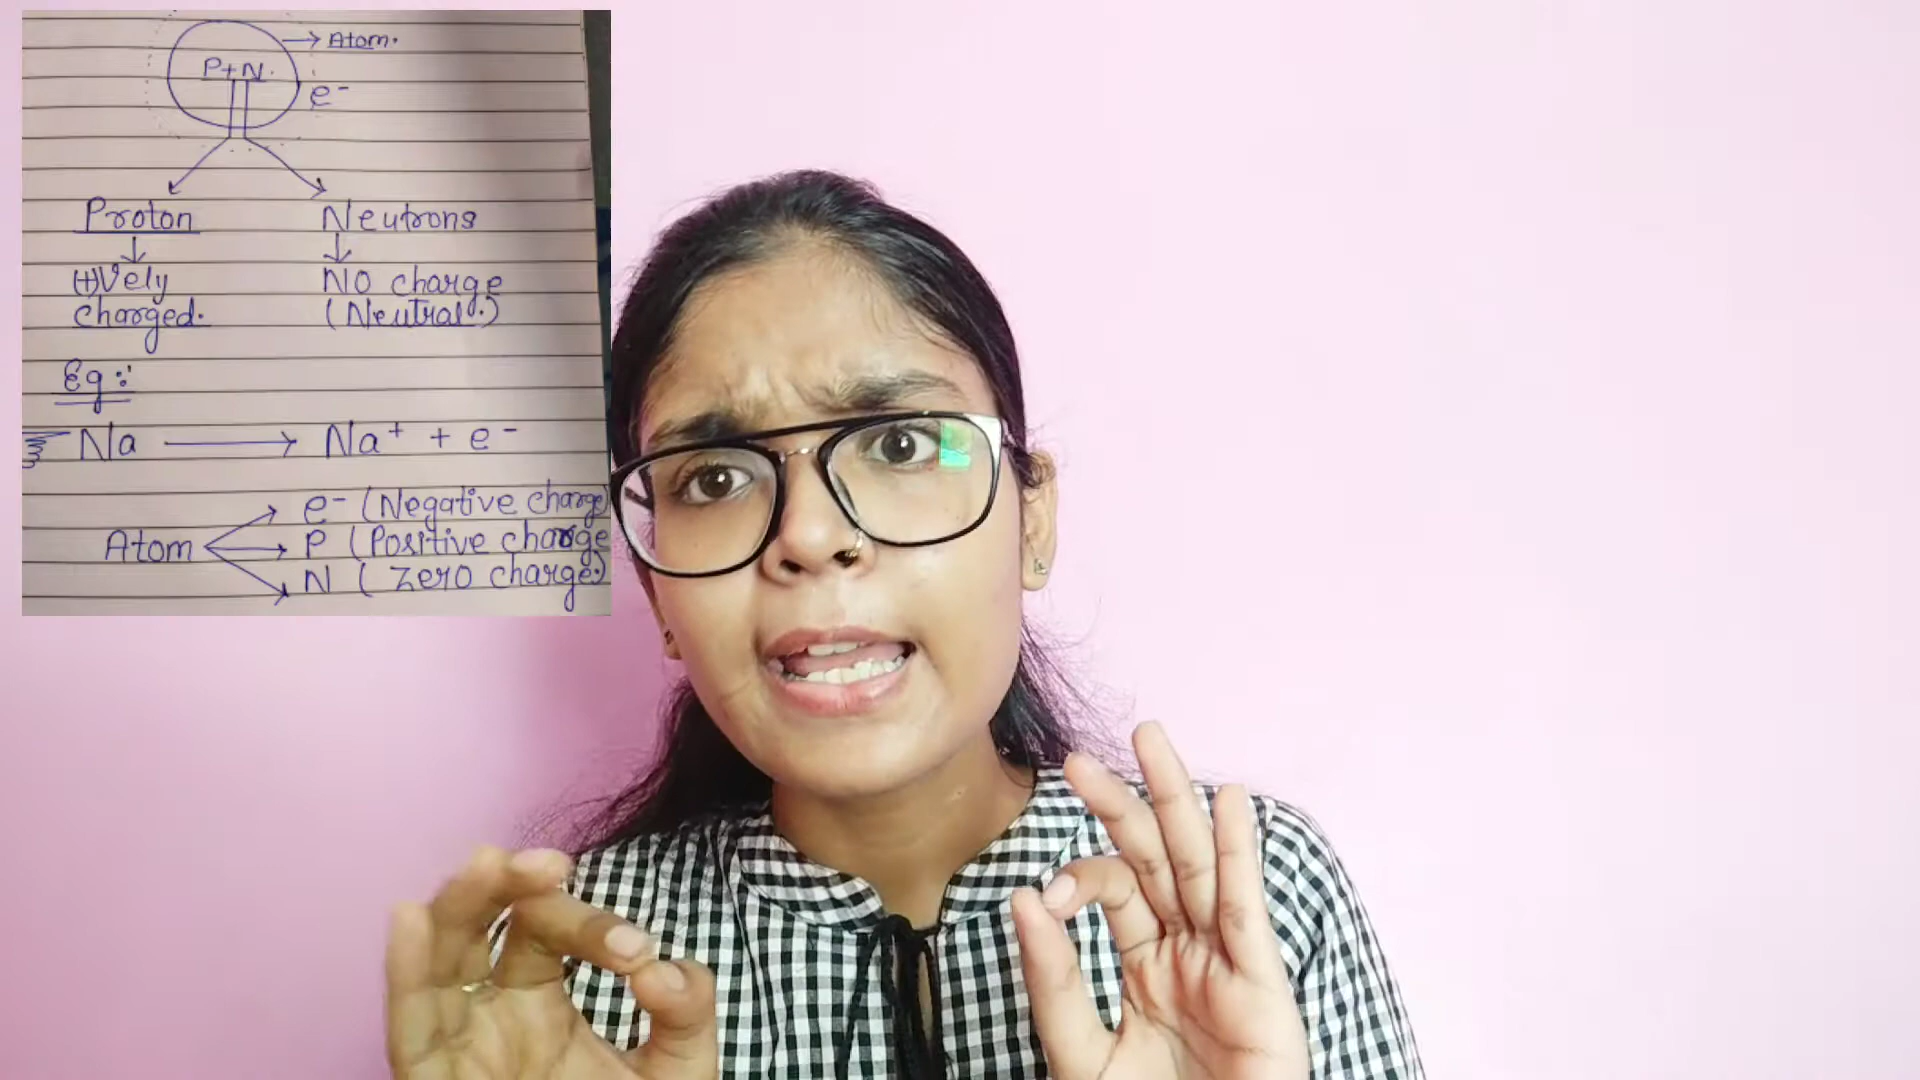 → Atom.
P+N.
e-
Proton Neutrons
↓ ↓
(+)Vely No charge
charged. (Neutral.)
Eg:
Na → Na+ + e-
e- (Negative charge)
Atom P (Positive charge
N (Zero charge)